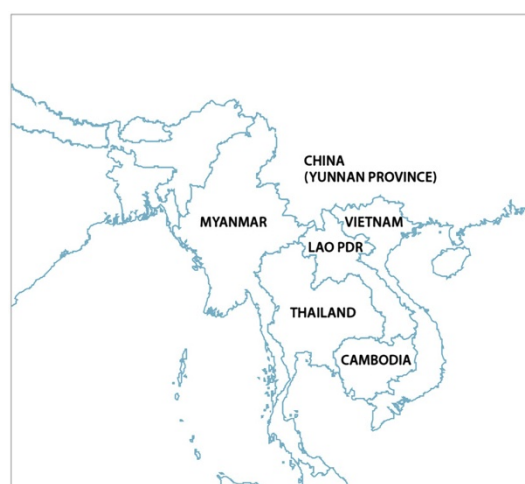 CHINA
(YUNNAN PROVINCE)
MYANMAR
VIETNAM
LAO PDR
THAILAND
CAMBODIA